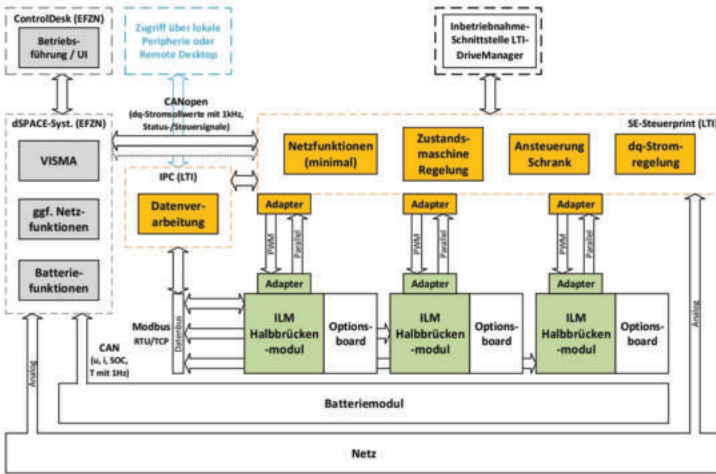 ControlDesk (EFZN)
Betriebs-
führung / UI
Zugriff über lokale
Peripherie oder
Remote Desktop
Inbetriebnahme-
Schnittstelle LTI-
DriveManager
dSPACE-Syst. (EFZN)
VISMA
ggf. Netz-
funktionen
Batterie-
funktionen
CANopen
(dq-Stromsollwerte mit 1kHz,
Status-/Steuersignale)
SE-Steuerprint (LTI)
Netzfunktionen
(minimal)
Zustands-
maschine
Regelung
Ansteuerung
Schrank
dq-Strom-
regelung
IPC (LTI)
Datenver-
arbeitung
Adapter
Adapter
Adapter
PWM
Parallel
PWM
Parallel
PWM
Parallel
Adapter
Adapter
Adapter
ILM
Halbbrücken
-modul
Options-
board
ILM
Halbbrücken
-modul
Options-
board
ILM
Halbbrücken
-modul
Options-
board
Modbus
RTU/TCP
Datenbus
CAN
(u, i, SOC,
T mit 1Hz)
Analog
Analog
Batteriemodul
Netz